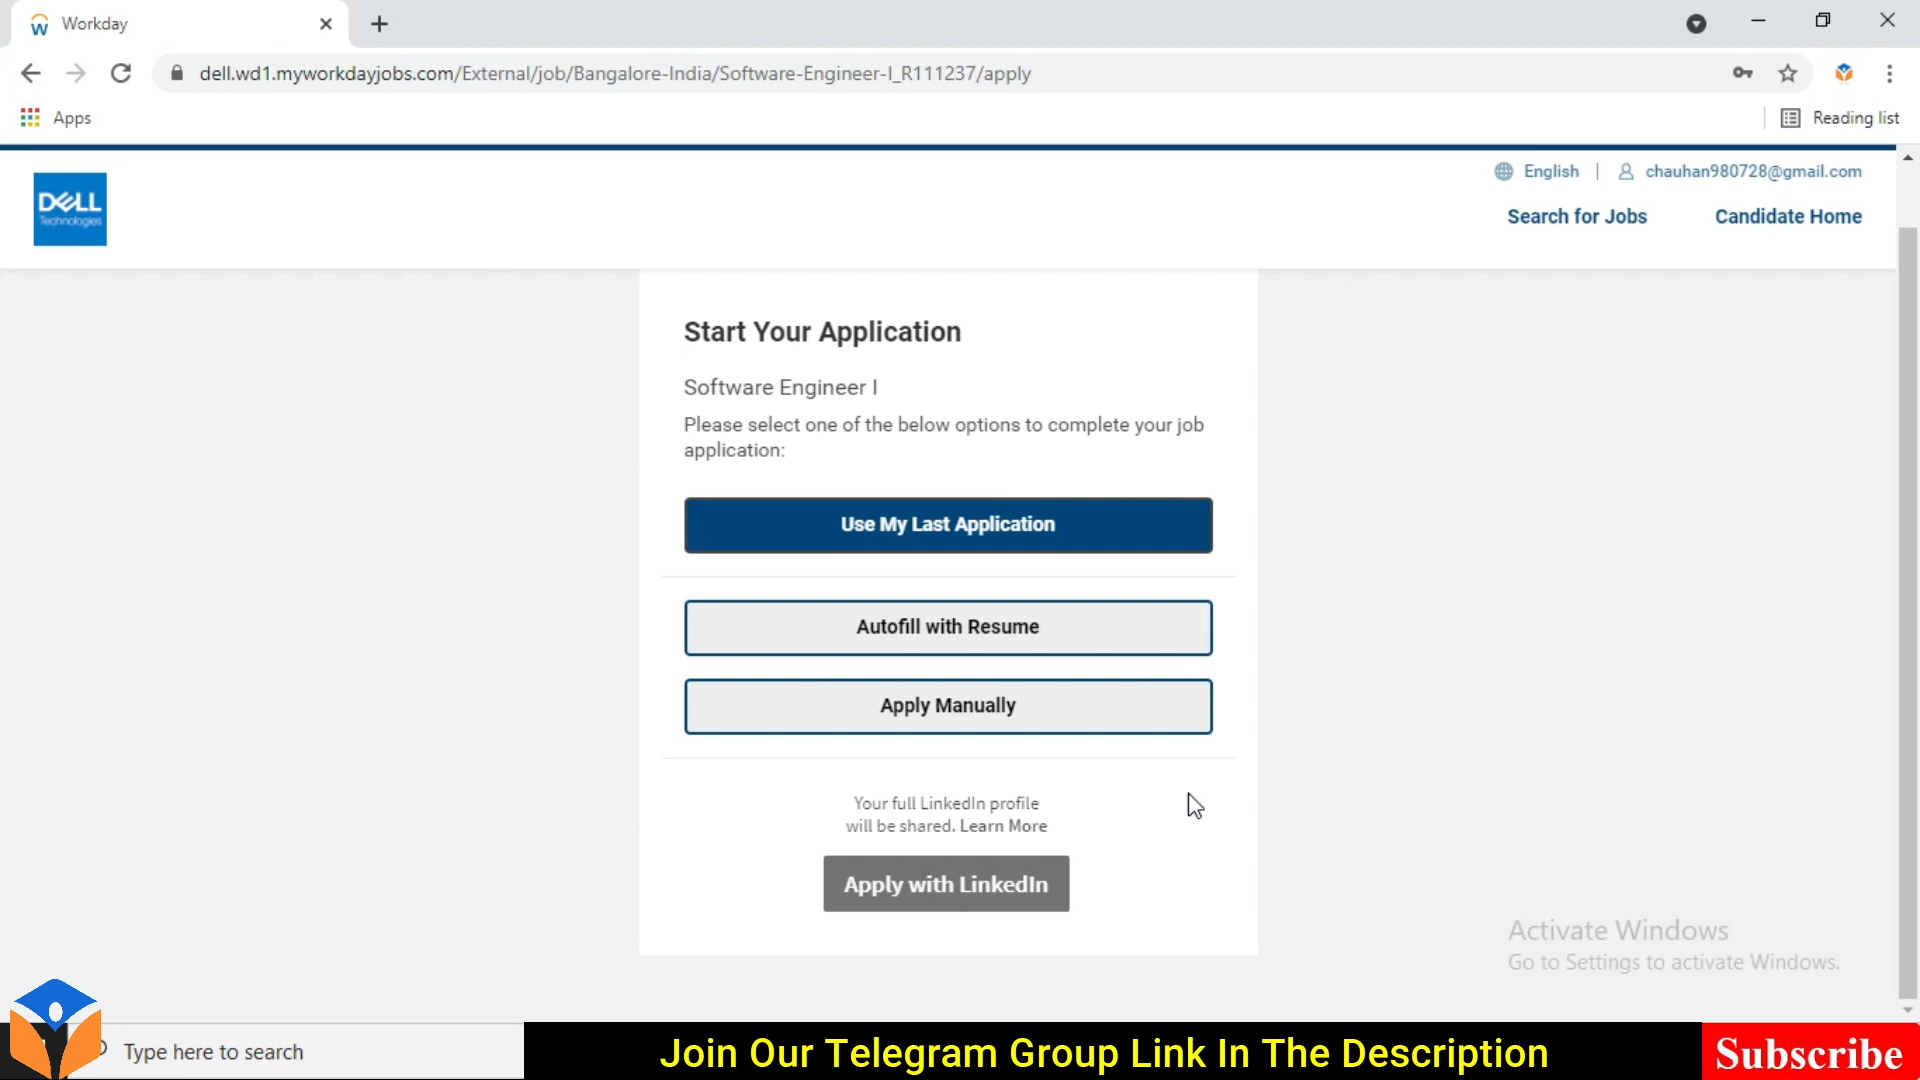 Workday
dell.wd1.myworkdayjobs.com/External/job/Bangalore-India/Software-Engineer-I_R111237/apply
Apps
Reading list
DELL
Technologies
English | chauhan980728@gmail.com
Search for Jobs Candidate Home
Start Your Application
Software Engineer I
Please select one of the below options to complete your job
application:
Use My Last Application
Autofill with Resume
Apply Manually
Your full LinkedIn profile
will be shared. Learn More
Apply with LinkedIn
Activate Windows
Go to Settings to activate Windows.
Type here to search
Join Our Telegram Group Link In The Description
Subscribe